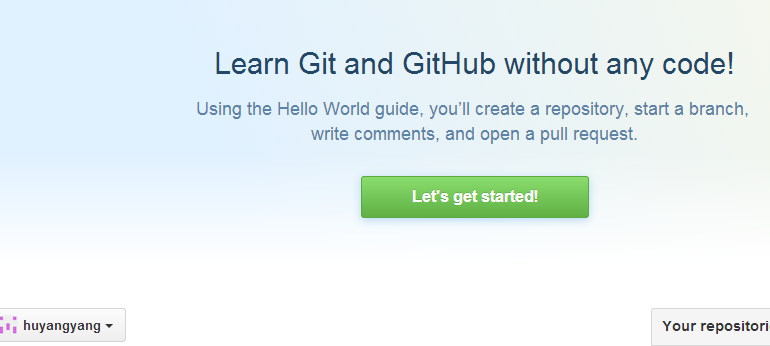 Learn Git and GitHub without any code!
Using the Hello World guide, you’ll create a repository, start a branch,
write comments, and open a pull request.
Let's get started!
huyangyang
Your repositori